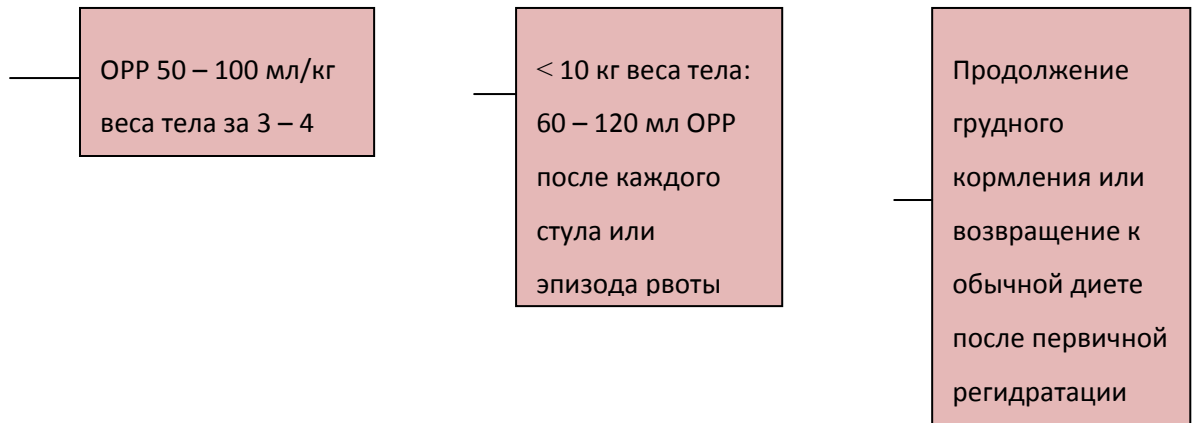 ОРР 50 – 100 мл/кг
веса тела за 3 – 4
< 10 кг веса тела:
60 – 120 мл ОРР
после каждого
стула или
эпизода рвоты
Продолжение
грудного
кормления или
возвращение к
обычной диете
после первичной
регидратации